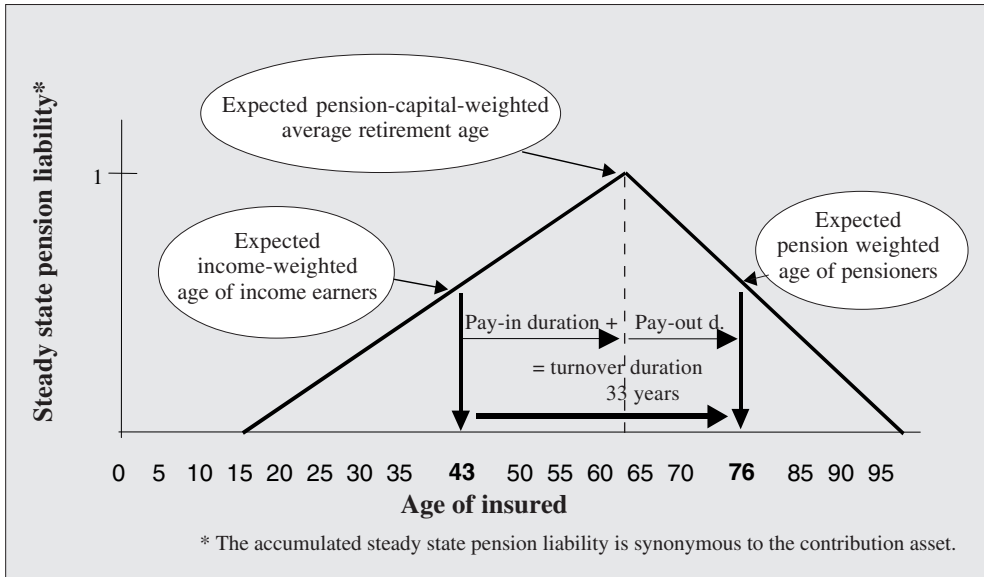 Steady state pension liability*
Expected pension-capital-weighted
average retirement age
1
Expected
income-weighted
age of income earners
Expected
pension weighted
age of pensioners
Pay-in duration + Pay-out d.
= turnover duration
33 years
0 5 10 15 20 25 30 35 43 50 55 60 65 70 76 85 90 95
Age of insured
* The accumulated steady state pension liability is synonymous to the contribution asset.